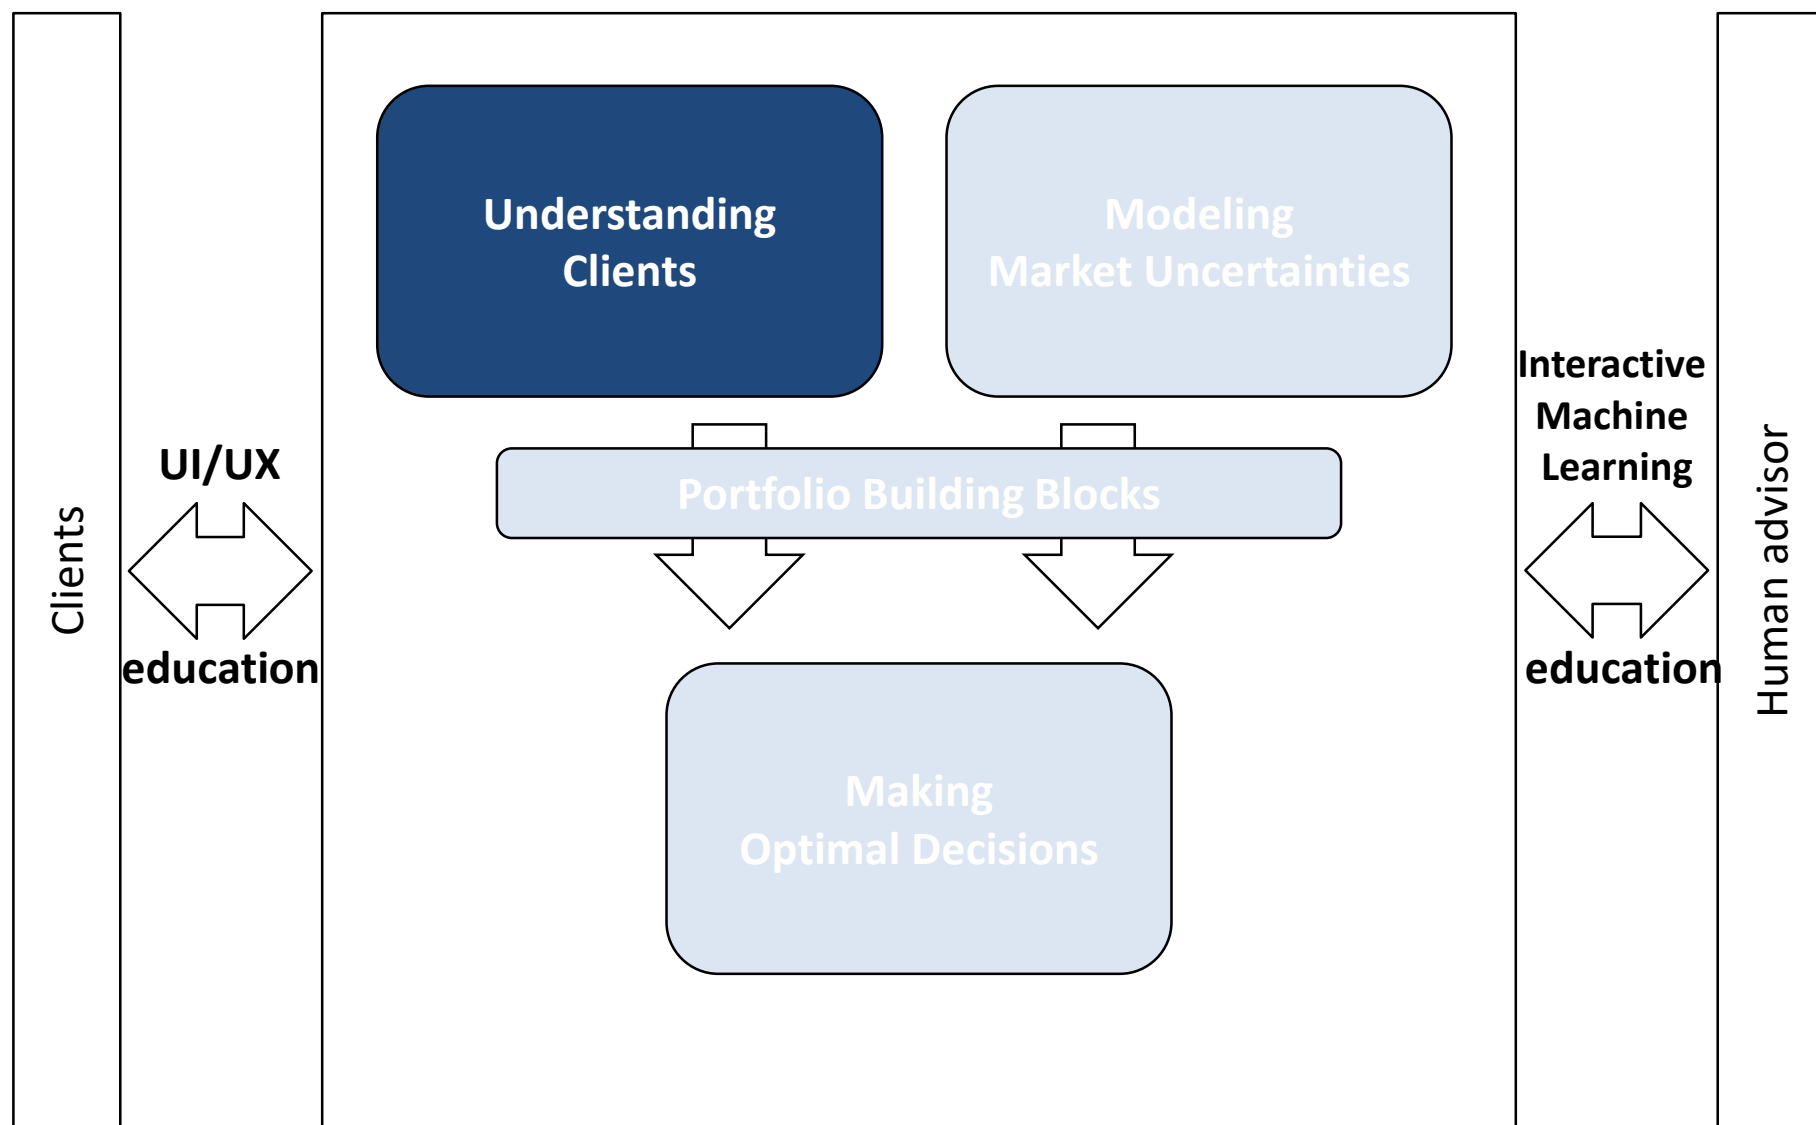 Clients
UI/UX
education
Understanding
Clients
Modeling
Market Uncertainties
Portfolio Building Blocks
Making
Optimal Decisions
Interactive
Machine
Learning
education
Human advisor